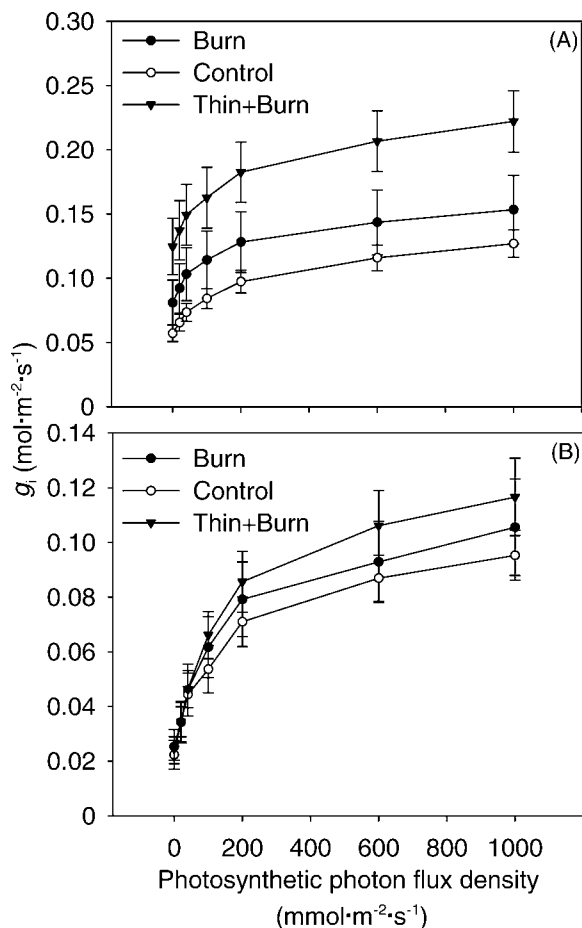 0.30
0.25
0.20
0.15
0.10
0.05
0
Burn
Control
Thin+Burn
(A)
gᵢ (mol·m⁻²·s⁻¹)
0.14
0.12
0.10
0.08
0.06
0.04
0.02
0
Burn
Control
Thin+Burn
(B)
0 200 400 600 800 1000
Photosynthetic photon flux density
(mmol·m⁻²·s⁻¹)